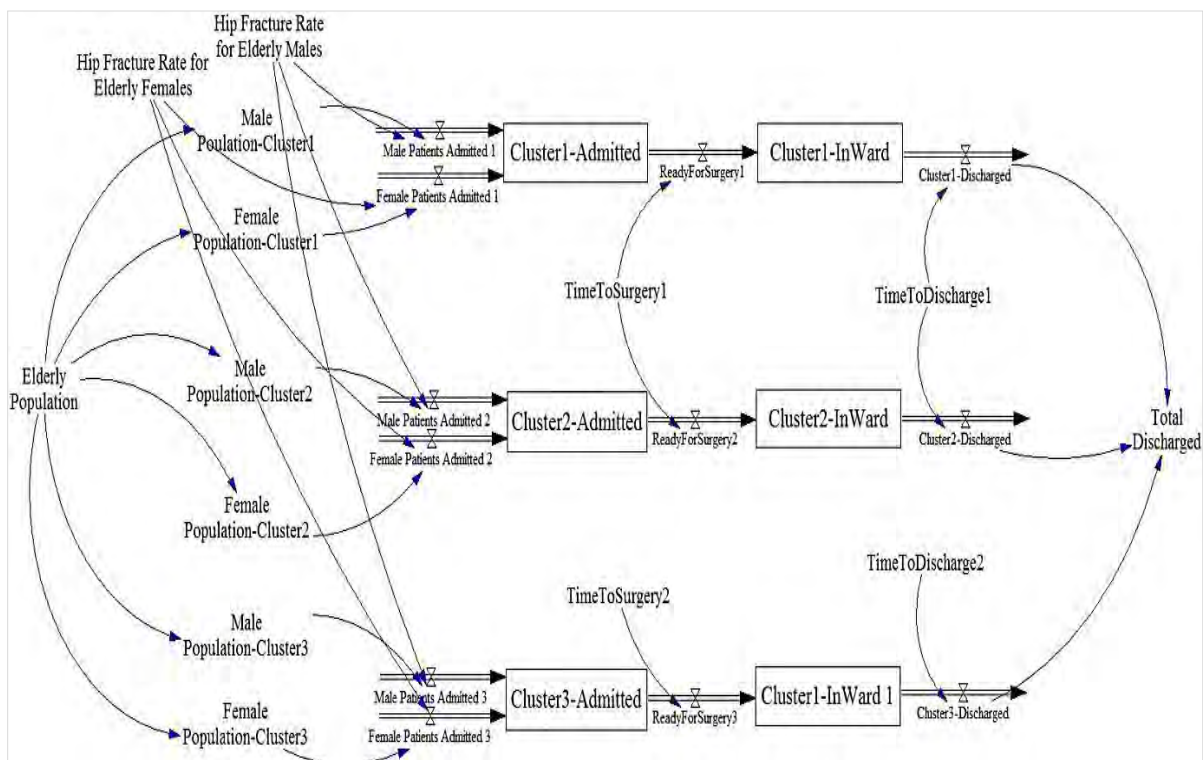 Hip Fracture Rate
for Elderly Males
Hip Fracture Rate for
Elderly Females
Male
Poulation-Cluster1
Male Patients Admitted 1
Cluster1-Admitted
ReadyForSurgery1
Cluster1-InWard
Cluster1-Discharged
Female Patients Admitted 1
Female
Population-Cluster1
TimeToSurgery1
TimeToDischarge1
Elderly
Population
Male
Population-Cluster2
Male Patients Admitted 2
Cluster2-Admitted
ReadyForSurgery2
Cluster2-InWard
Cluster2-Discharged
Total
Discharged
Female Patients Admitted 2
Female
Population-Cluster2
TimeToSurgery2
TimeToDischarge2
Male
Population-Cluster3
Male Patients Admitted 3
Cluster3-Admitted
ReadyForSurgery3
Cluster1-InWard 1
Cluster3-Discharged
Female
Population-Cluster3
Female Patients Admitted 3